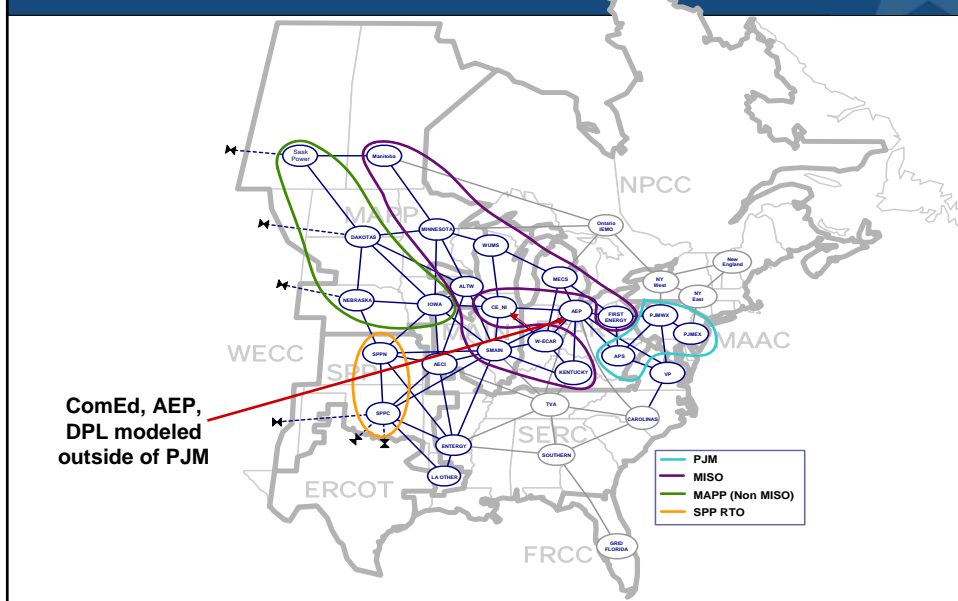 NPCC
Sask
Power
Manitoba
MAPP
Ontario
IEMO
DAKOTAS
MINNESOTA
WUMS
New
England
MECS
NY
West
NY
East
ALTW
NEBRASKA
IOWA
CE_NI
AEP
FIRST
ENERGY
PJMWX
PJMEX
MAAC
WECC
SPPN
SMAIN
W-ECAR
APS
AECI
KENTUCKY
VP
SPP
ComEd, AEP,
DPL modeled
outside of PJM
SPPC
TVA
CAROLINAS
SERC
ENTERGY
SOUTHERN
LA OTHER
ERCOT
PJM
MISO
MAPP (Non MISO)
SPP RTO
FRCC
GRID
FLORIDA